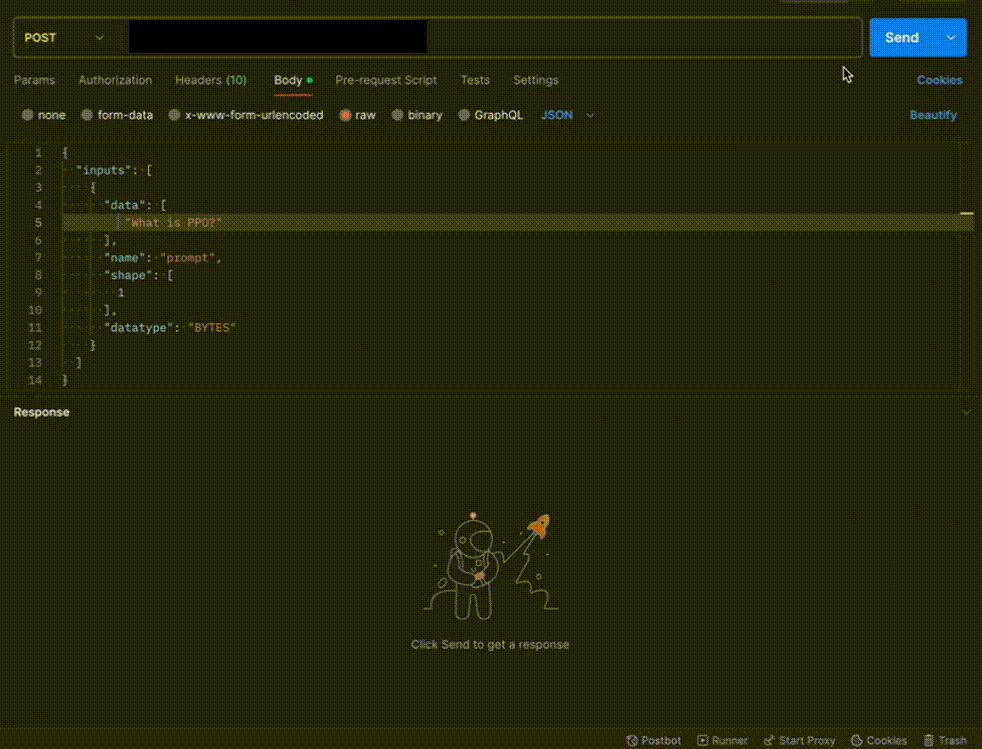 POST Send
Params Authorization Headers (10) Body Pre-request Script Tests Settings Cookies
none form-data x-www-form-urlencoded raw binary GraphQL JSON Beautify
1 {
2 "inputs": [
3 {
4 "data": [
5 "What is PPO?"
6 ],
7 "name": "prompt",
8 "shape": [
9 1
10 ],
11 "datatype": "BYTES"
12 }
13 ]
14 }
Response
Click Send to get a response
Postbot Runner Start Proxy Cookies Trash